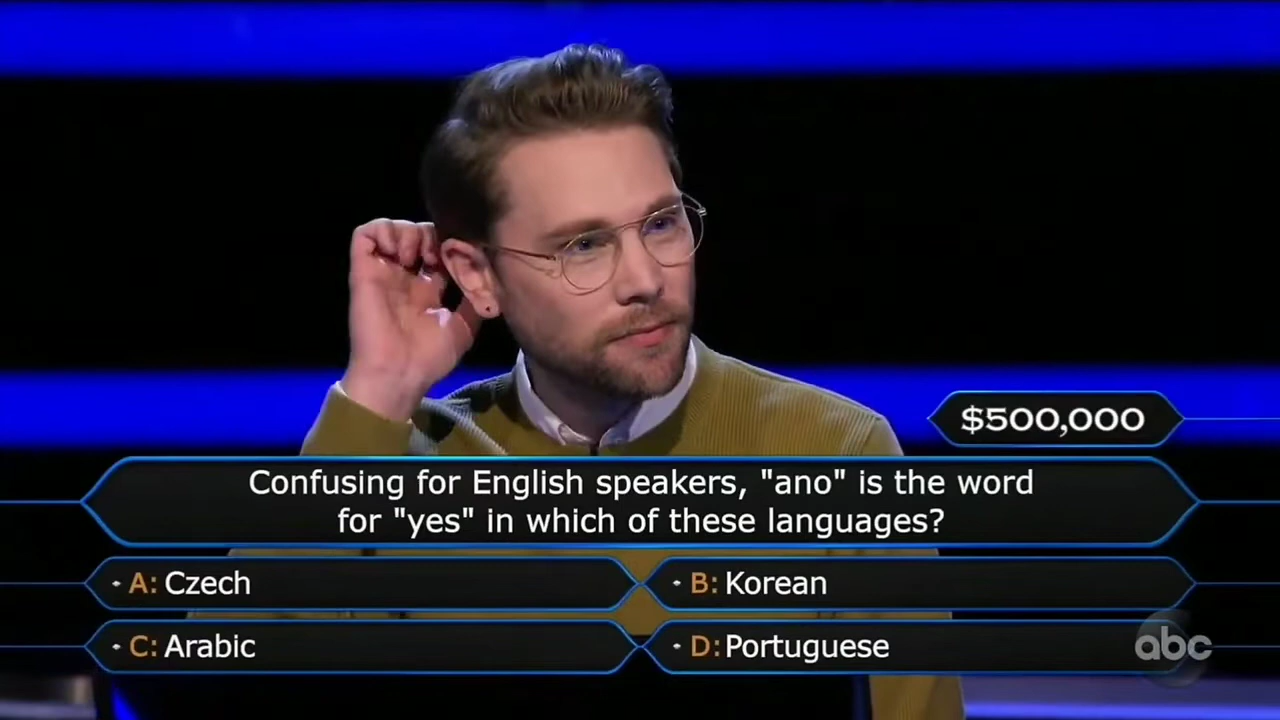 $500,000
Confusing for English speakers, "ano" is the word
for "yes" in which of these languages?
A: Czech
B: Korean
C: Arabic
D: Portuguese
abc